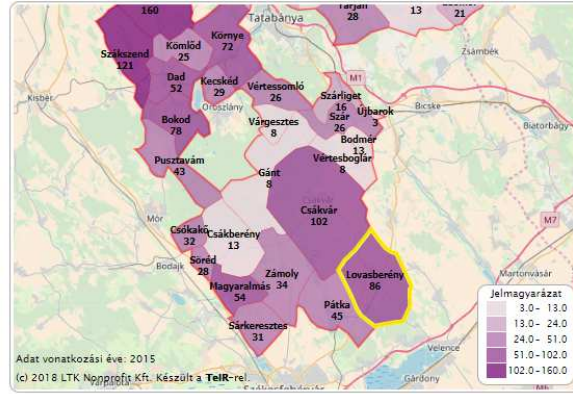 160
Környe
72
Tatabánya
Tarján
28
13
21
Zsámbék
Kömlőd
25
Szákszend
121
Kisbér
Dad
52
Kecskéd
29
Oroszlány
Vértessomló
26
M1
Szárliget
16
Bicske
Szár
26
Újbarok
3
Biatorbágy
Bokod
78
Várgesztes
8
Bodmér
13
Vértesboglár
8
Pusztavám
43
Gánt
8
Csákvár
102
Mór
M7
Csókakő
32
Csákberény
13
Bodajk
Söréd
28
Zámoly
34
Lovasberény
86
Martonvásár
Magyaralmás
54
Pátka
45
Sárkeresztes
31
Velence
Gárdony
M6
Jelmagyarázat
3.0 - 13.0
13.0 - 24.0
24.0 - 51.0
51.0 - 102.0
102.0 - 160.0
Adat vonatkozási éve: 2015
(c) 2018 LTK Nonprofit Kft. Készült a TeIR-rel.
Várpalota
Székesfehérvár